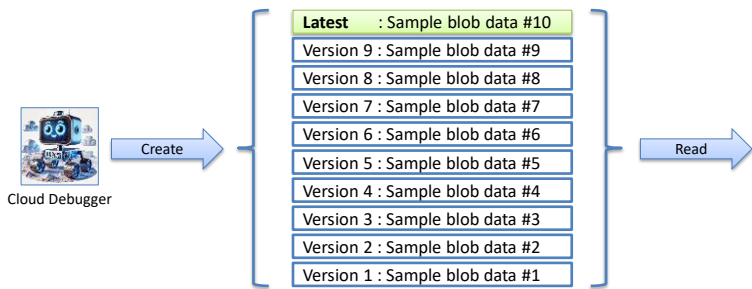 Latest : Sample blob data #10
Version 9 : Sample blob data #9
Version 8 : Sample blob data #8
Version 7 : Sample blob data #7
Version 6 : Sample blob data #6
Version 5 : Sample blob data #5
Version 4 : Sample blob data #4
Version 3 : Sample blob data #3
Version 2 : Sample blob data #2
Version 1 : Sample blob data #1
Create
Read
Cloud Debugger